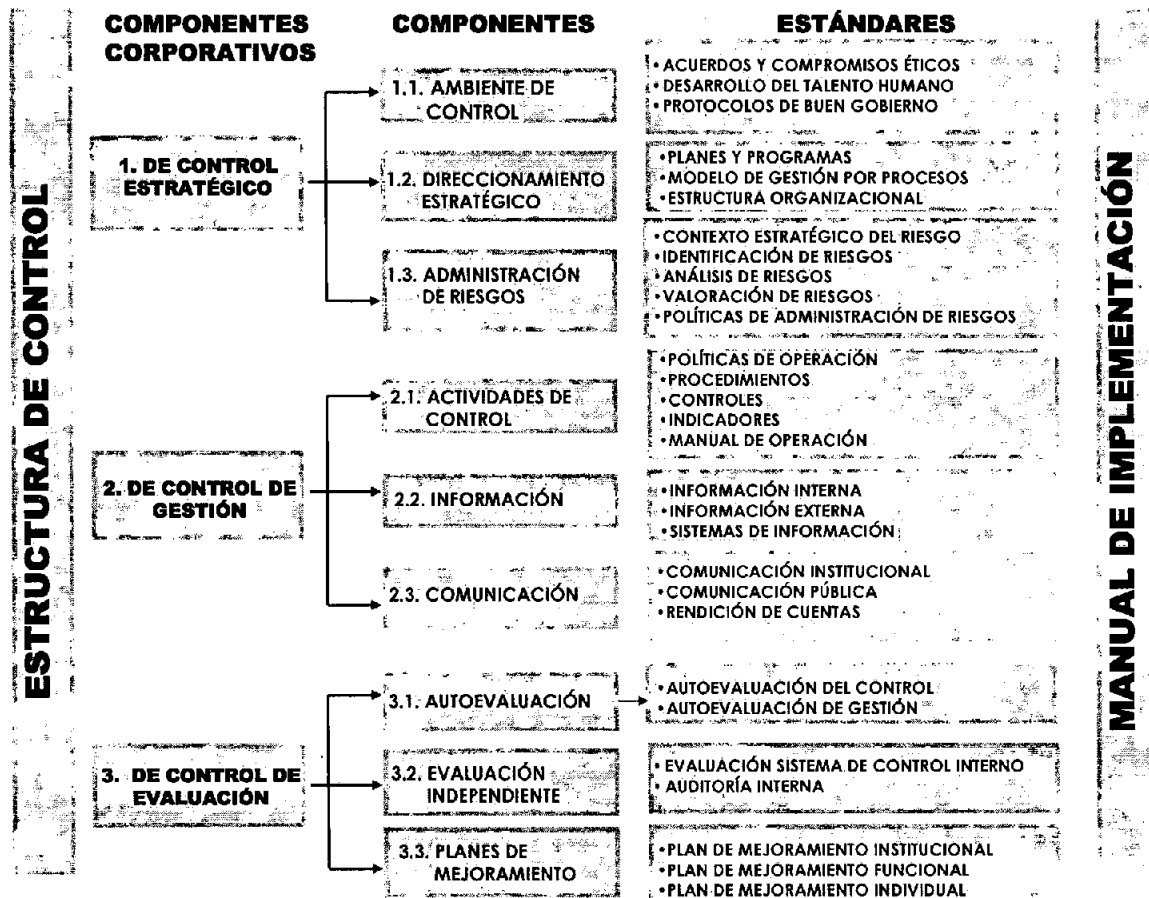 ESTRUCTURA DE CONTROL
COMPONENTES
CORPORATIVOS
COMPONENTES
ESTÁNDARES
1. DE CONTROL
ESTRATÉGICO
1.1. AMBIENTE DE
CONTROL
• ACUERDOS Y COMPROMISOS ÉTICOS
• DESARROLLO DEL TALENTO HUMANO
• PROTOCOLOS DE BUEN GOBIERNO
1.2. DIRECCIONAMIENTO
ESTRATÉGICO
•PLANES Y PROGRAMAS
•MODELO DE GESTIÓN POR PROCESOS
•ESTRUCTURA ORGANIZACIONAL
1.3. ADMINISTRACIÓN
DE RIESGOS
•CONTEXTO ESTRATÉGICO DEL RIESGO
•IDENTIFICACIÓN DE RIESGOS
•ANÁLISIS DE RIESGOS
•VALORACIÓN DE RIESGOS
•POLÍTICAS DE ADMINISTRACIÓN DE RIESGOS
2. DE CONTROL DE
GESTIÓN
2.1. ACTIVIDADES DE
CONTROL
•POLÍTICAS DE OPERACIÓN
•PROCEDIMIENTOS
•CONTROLES
•INDICADORES
•MANUAL DE OPERACIÓN
2.2. INFORMACIÓN
•INFORMACIÓN INTERNA
•INFORMACIÓN EXTERNA
•SISTEMAS DE INFORMACIÓN
2.3. COMUNICACIÓN
•COMUNICACIÓN INSTITUCIONAL
•COMUNICACIÓN PÚBLICA
•RENDICIÓN DE CUENTAS
3. DE CONTROL DE
EVALUACIÓN
3.1. AUTOEVALUACIÓN
• AUTOEVALUACIÓN DEL CONTROL
• AUTOEVALUACIÓN DE GESTIÓN
3.2. EVALUACIÓN
INDEPENDIENTE
• EVALUACIÓN SISTEMA DE CONTROL INTERNO
• AUDITORÍA INTERNA
3.3. PLANES DE
MEJORAMIENTO
•PLAN DE MEJORAMIENTO INSTITUCIONAL
•PLAN DE MEJORAMIENTO FUNCIONAL
•PLAN DE MEJORAMIENTO INDIVIDUAL
MANUAL DE IMPLEMENTACIÓN